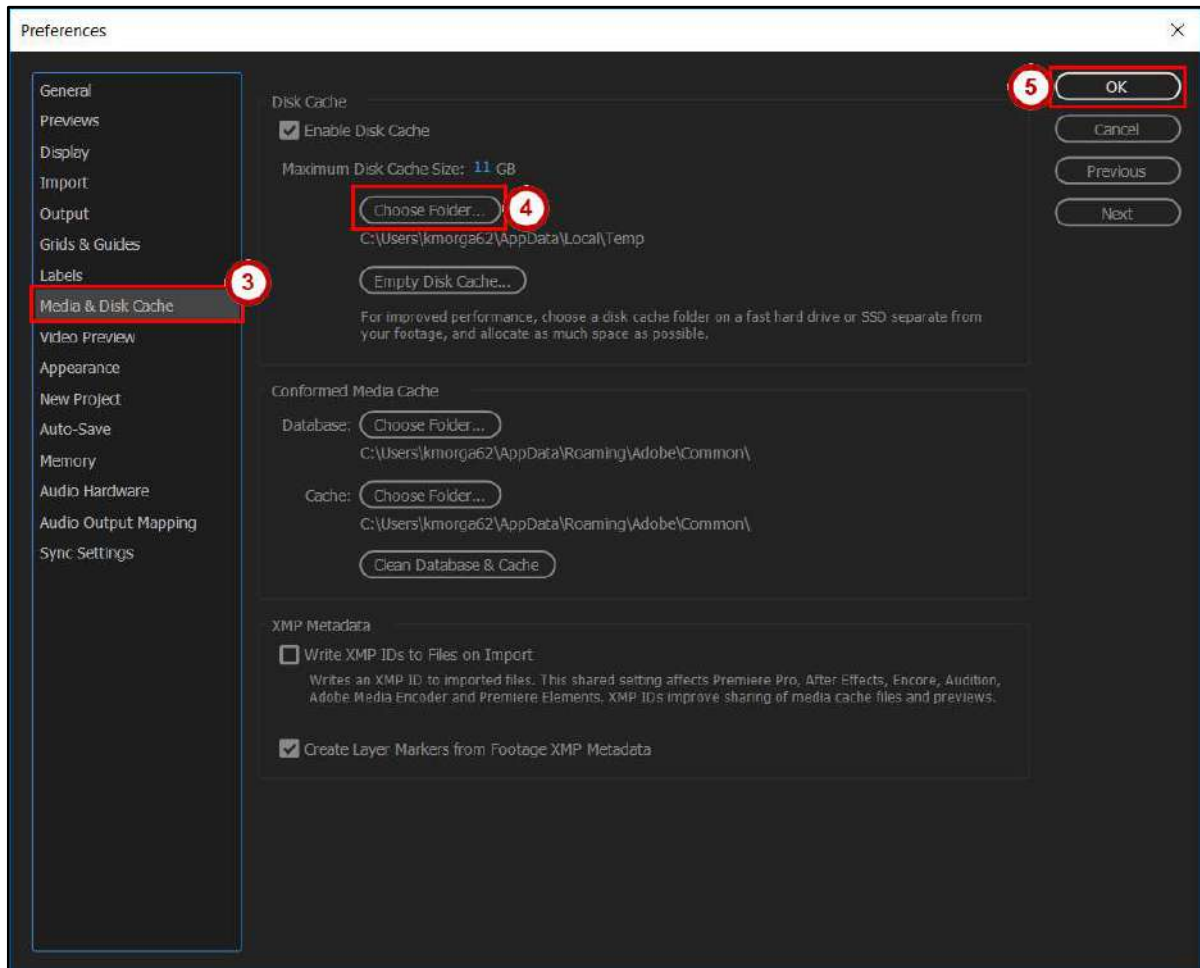 Preferences
General
Previews
Display
Import
Output
Grids & Guides
Labels
Media & Disk Cache
Video Preview
Appearance
New Project
Auto-Save
Memory
Audio Hardware
Audio Output Mapping
Sync Settings
3
Disk Cache
Enable Disk Cache
Maximum Disk Cache Size: 11 GB
Choose Folder...
4
C:\Users\kmorga62\AppData\Local\Temp
Empty Disk Cache...
For improved performance, choose a disk cache folder on a fast hard drive or SSD separate from
your footage, and allocate as much space as possible.
Conformed Media Cache
Database: Choose Folder...
C:\Users\kmorga62\AppData\Roaming\Adobe\Common\
Cache: Choose Folder...
C:\Users\kmorga62\AppData\Roaming\Adobe\Common\
Clean Database & Cache
XMP Metadata
Write XMP IDs to Files on Import
Writes an XMP ID to imported files. This shared setting affects Premiere Pro, After Effects, Encore, Audition,
Adobe Media Encoder and Premiere Elements. XMP IDs improve sharing of media cache files and previews.
Create Layer Markers from Footage XMP Metadata
5
OK
Cancel
Previous
Next